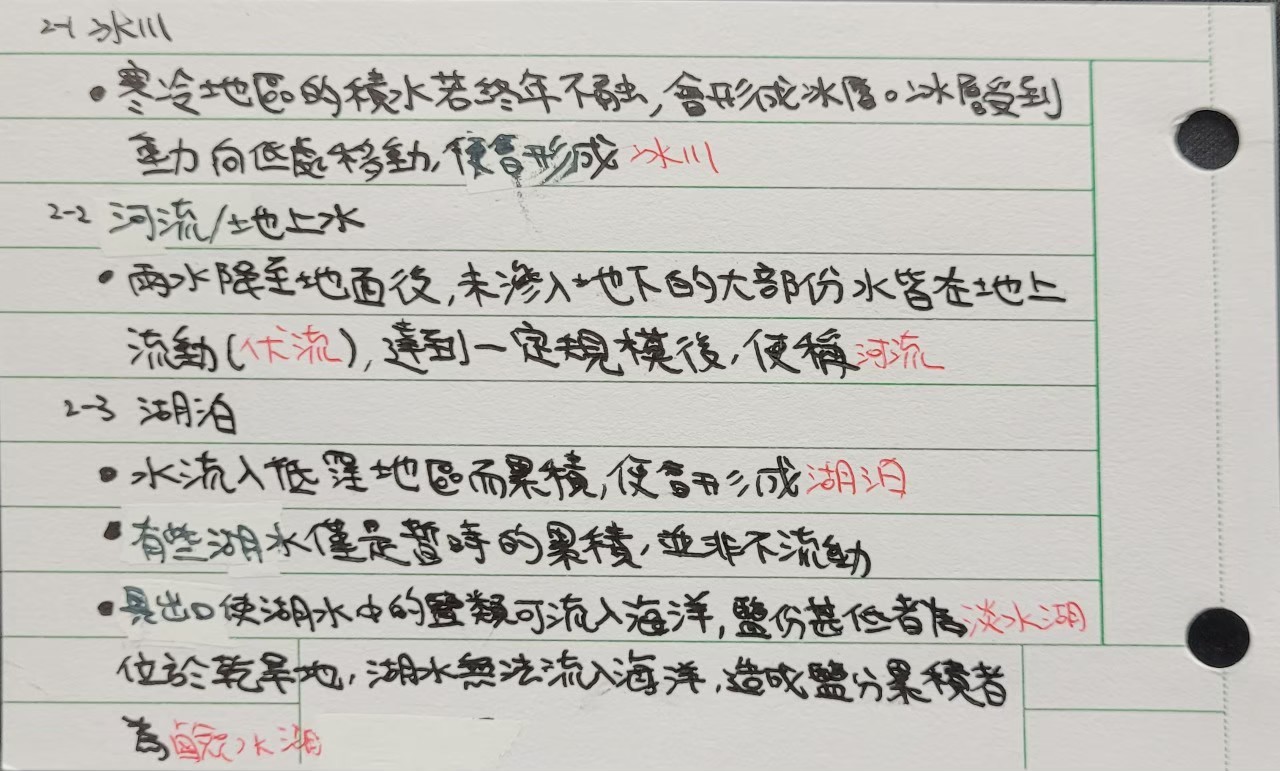 2-1 冰川
• 寒冷地區的積水若終年不融,會形成冰層。冰層受到
重力向低處移動,便會形成 冰川
2-2 河流/地上水
• 雨水降至地面後,未滲入地下的大部份水皆在地上
流動(伏流),達到一定規模後,便稱河流
2-3 湖泊
• 水流入低窪地區而累積,便會形成湖泊
• 有些湖水僅是暫時的累積,並非不流動
• 具出口使湖水中的鹽類可流入海洋,鹽份甚低者為淡水湖
位於乾旱地,湖水無法流入海洋,造成鹽分累積者
為鹹水湖